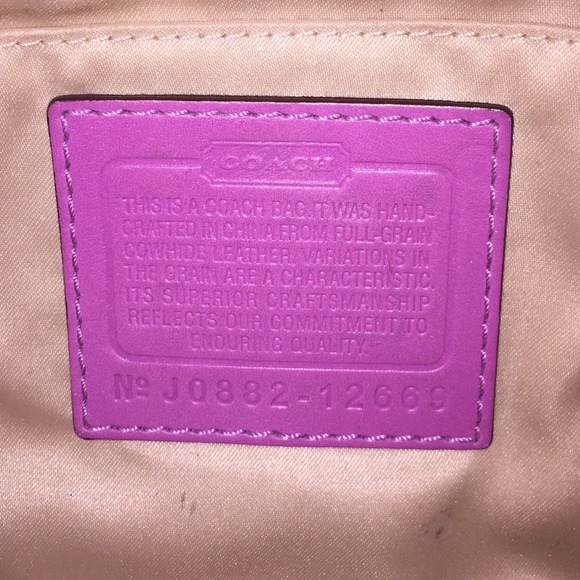 COACH
THIS IS A COACH BAG.IT WAS HAND-
CRAFTED IN CHINA FROM FULL-GRAIN
COWHIDE LEATHER. VARIATIONS IN
THE GRAIN ARE A CHARACTERISTIC.
ITS SUPERIOR CRAFTSMANSHIP
REFLECTS OUR COMMITMENT TO
ENDURING QUALITY.
Nº J0882-12669